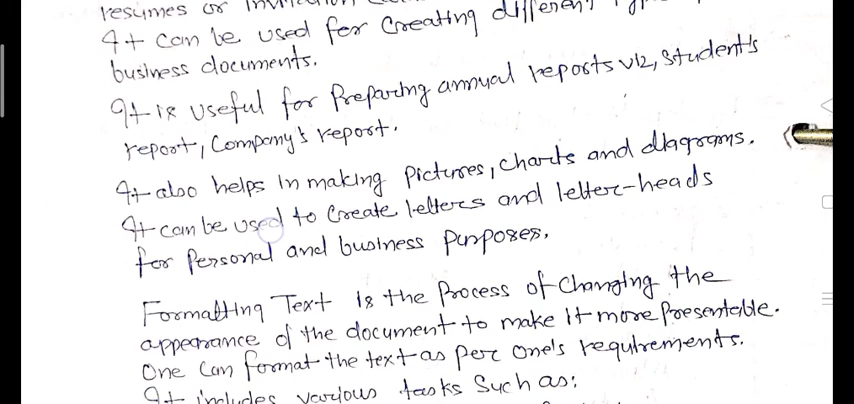 resumes or
It can be used for Creating different
business documents.
It is useful for Preparing annual reports viz, Student's
report, Company's report.
It also helps in making Pictures, Charts and diagrams.
It can be used to Create letters and letter-heads
for Personal and business purposes.
Formatting Text is the Process of Changing the
appearance of the document to make it more Presentable.
One Can format the text as per One's requirements.
It includes various tasks Such as: